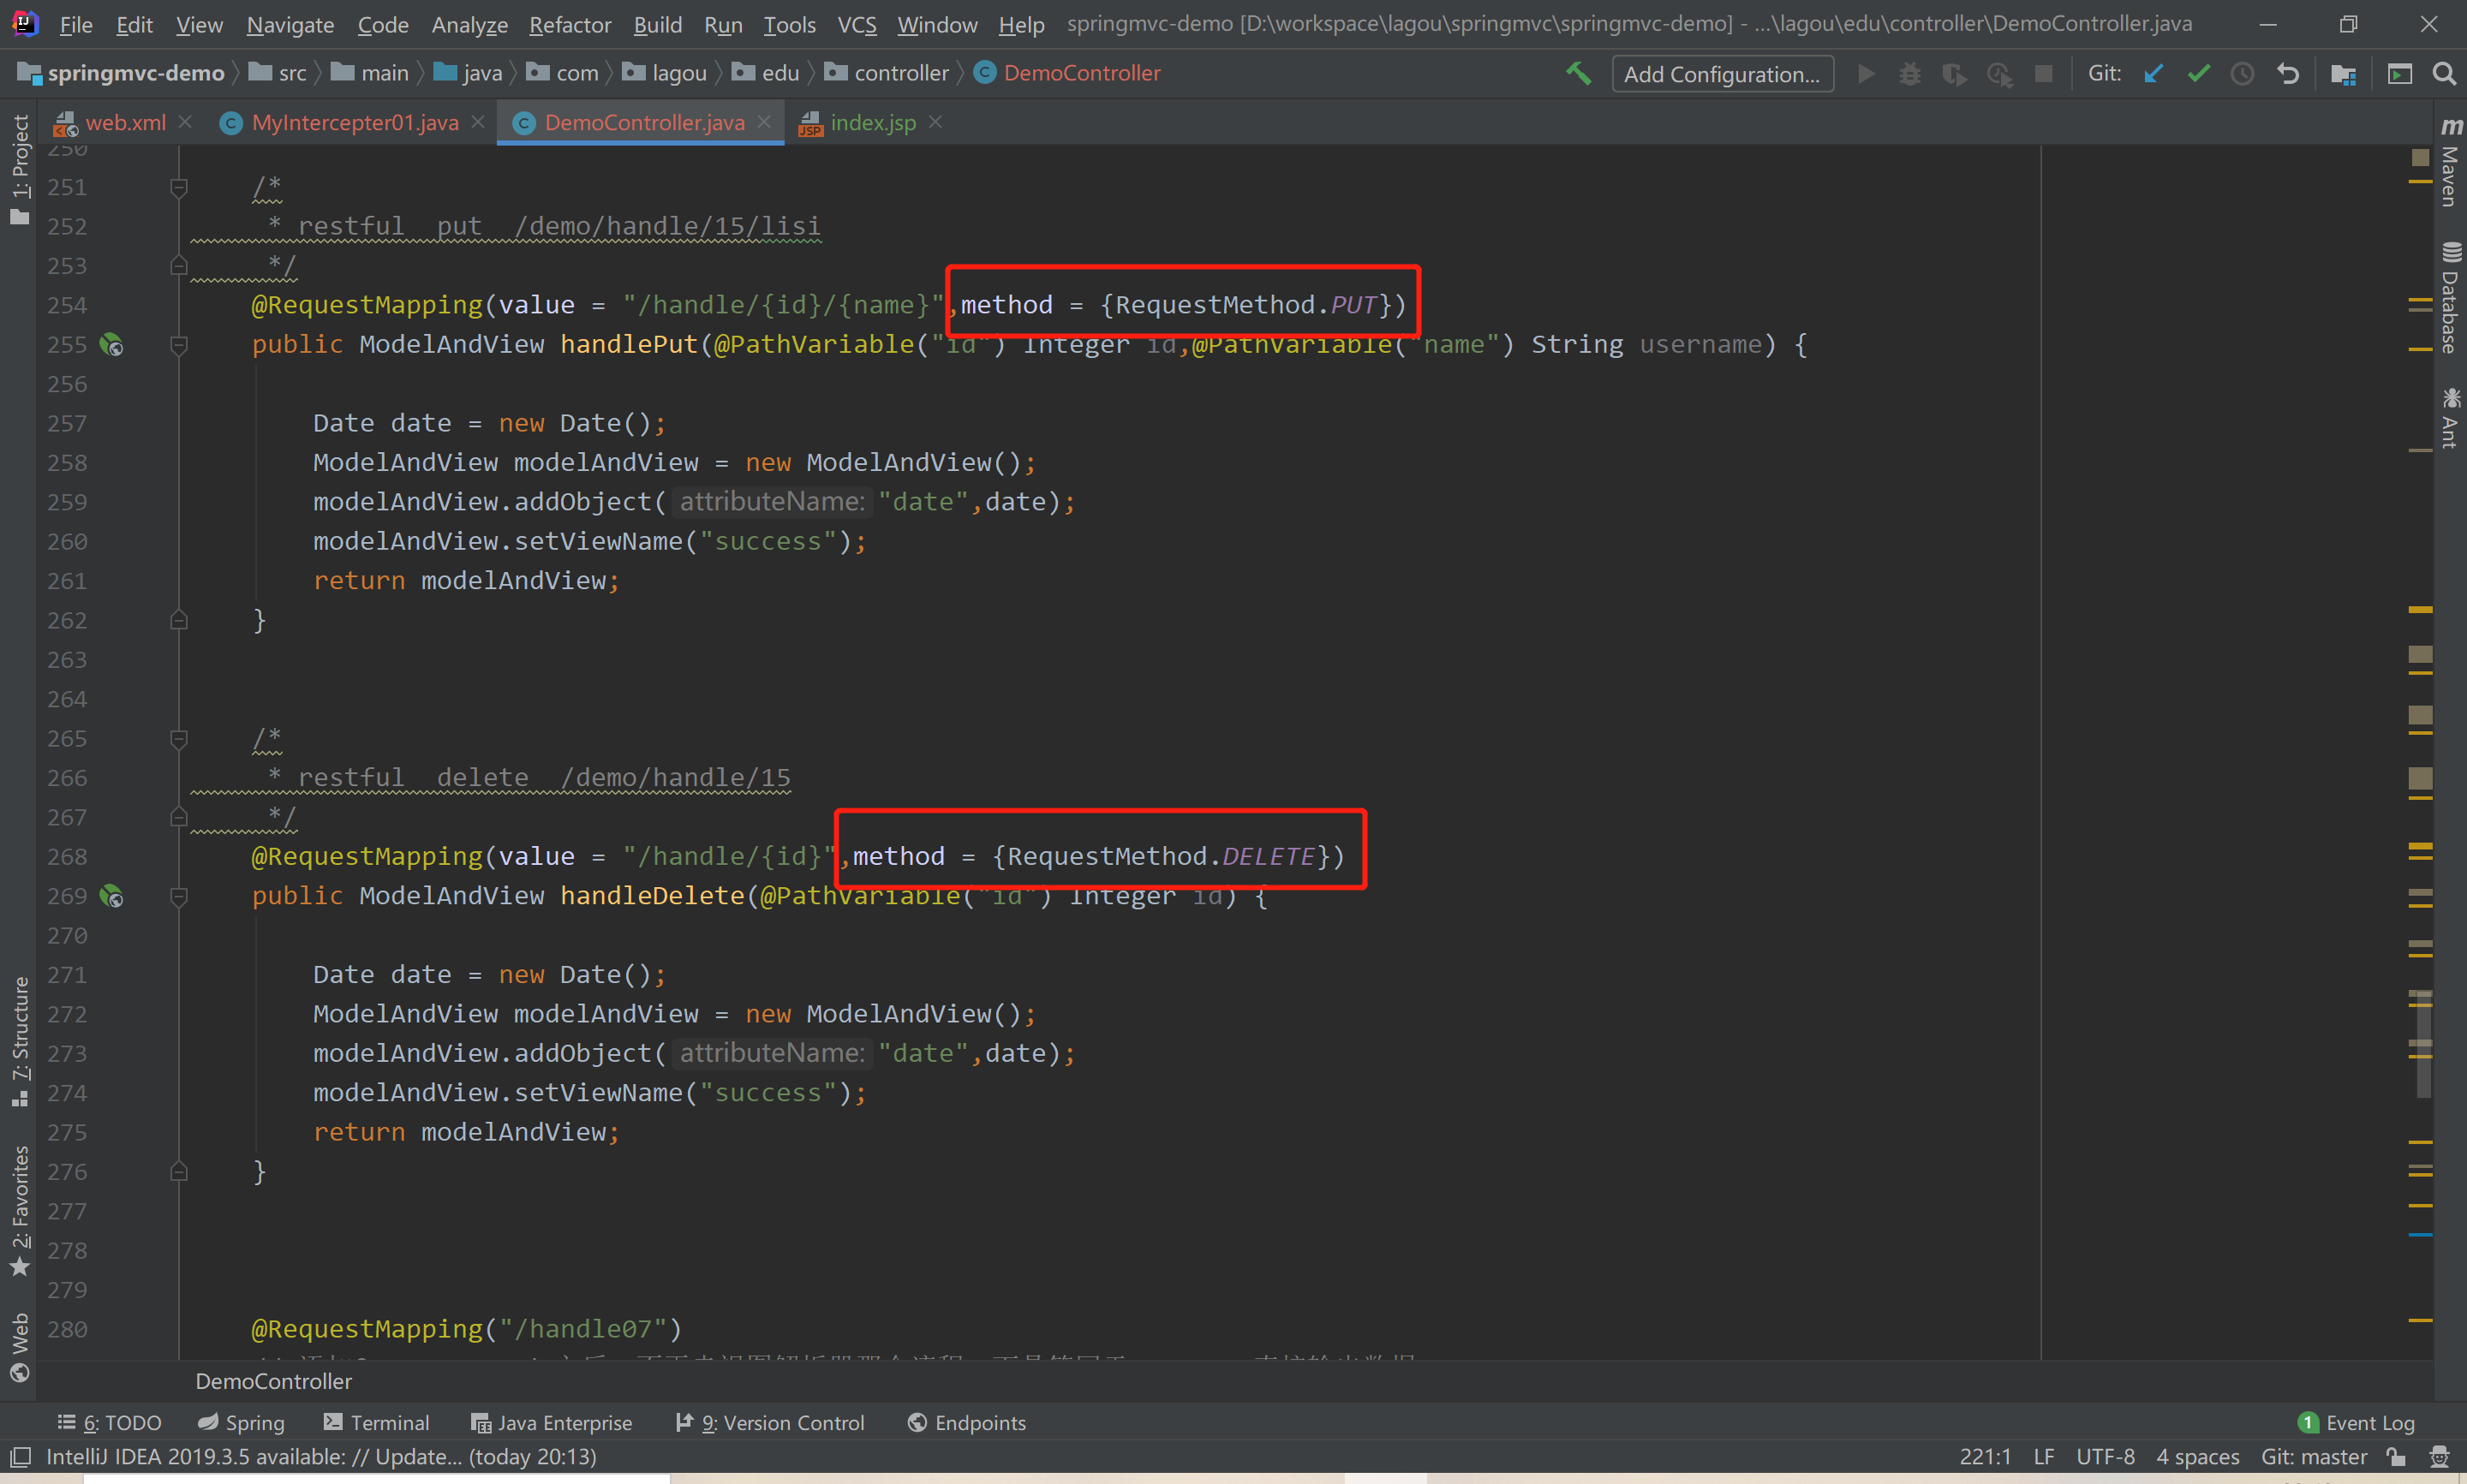 File Edit View Navigate Code Analyze Refactor Build Run Tools VCS Window Help springmvc-demo [D:\workspace\lagou\springmvc\springmvc-demo] - ...\lagou\edu\controller\DemoController.java
springmvc-demo src main java com lagou edu controller DemoController Add Configuration... Git:
web.xml MyIntercepter01.java DemoController.java index.jsp
1: Project
7: Structure
2: Favorites
Web
Maven
Database
Ant
250
251 /*
252 * restful put /demo/handle/15/lisi
253 */
254 @RequestMapping(value = "/handle/{id}/{name}",method = {RequestMethod.PUT})
255 public ModelAndView handlePut(@PathVariable("id") Integer id,@PathVariable("name") String username) {
256
257 Date date = new Date();
258 ModelAndView modelAndView = new ModelAndView();
259 modelAndView.addObject( attributeName: "date",date);
260 modelAndView.setViewName("success");
261 return modelAndView;
262 }
263
264
265 /*
266 * restful delete /demo/handle/15
267 */
268 @RequestMapping(value = "/handle/{id}",method = {RequestMethod.DELETE})
269 public ModelAndView handleDelete(@PathVariable("id") Integer id) {
270
271 Date date = new Date();
272 ModelAndView modelAndView = new ModelAndView();
273 modelAndView.addObject( attributeName: "date",date);
274 modelAndView.setViewName("success");
275 return modelAndView;
276 }
277
278
279
280 @RequestMapping("/handle07")
DemoController
6: TODO Spring Terminal Java Enterprise 9: Version Control Endpoints 1 Event Log
IntelliJ IDEA 2019.3.5 available: // Update... (today 20:13) 221:1 LF UTF-8 4 spaces Git: master